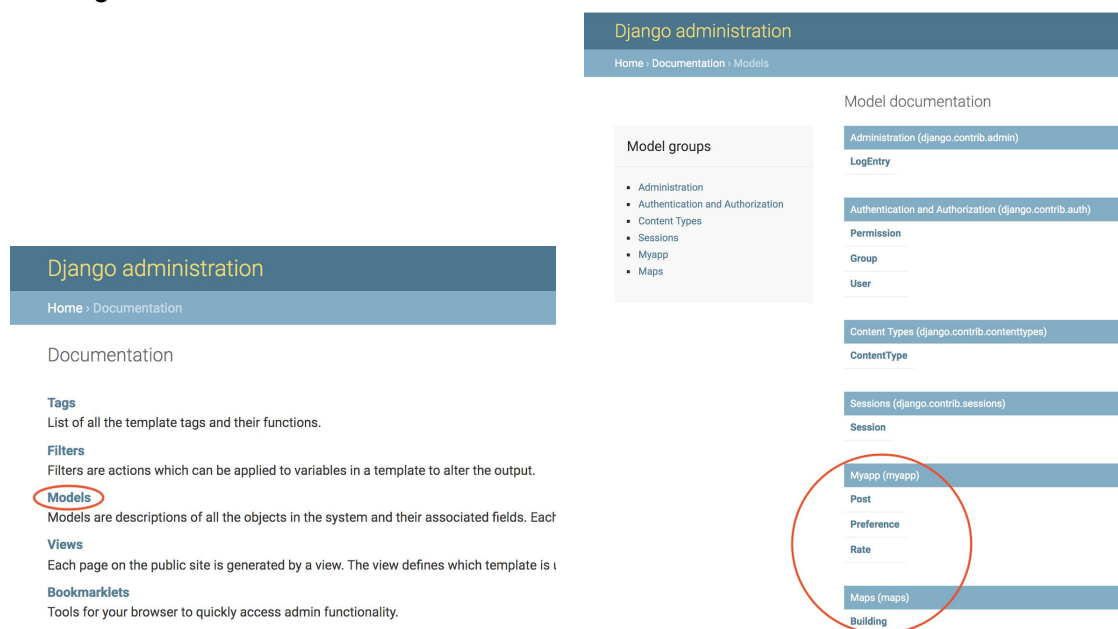 Django administration
Home › Documentation
Documentation
Tags
List of all the template tags and their functions.
Filters
Filters are actions which can be applied to variables in a template to alter the output.
Models
Models are descriptions of all the objects in the system and their associated fields. Each
Views
Each page on the public site is generated by a view. The view defines which template is
Bookmarklets
Tools for your browser to quickly access admin functionality.
Django administration
Home › Documentation › Models
Model documentation
Model groups
▪ Administration
▪ Authentication and Authorization
▪ Content Types
▪ Sessions
▪ Myapp
▪ Maps
Administration (django.contrib.admin)
LogEntry
Authentication and Authorization (django.contrib.auth)
Permission
Group
User
Content Types (django.contrib.contenttypes)
ContentType
Sessions (django.contrib.sessions)
Session
Myapp (myapp)
Post
Preference
Rate
Maps (maps)
Building